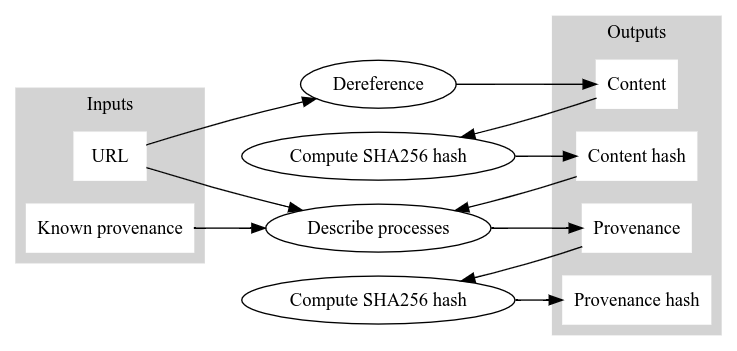 Outputs
Dereference
Content
Inputs
URL
Compute SHA256 hash
Content hash
Known provenance
Describe processes
Provenance
Compute SHA256 hash
Provenance hash